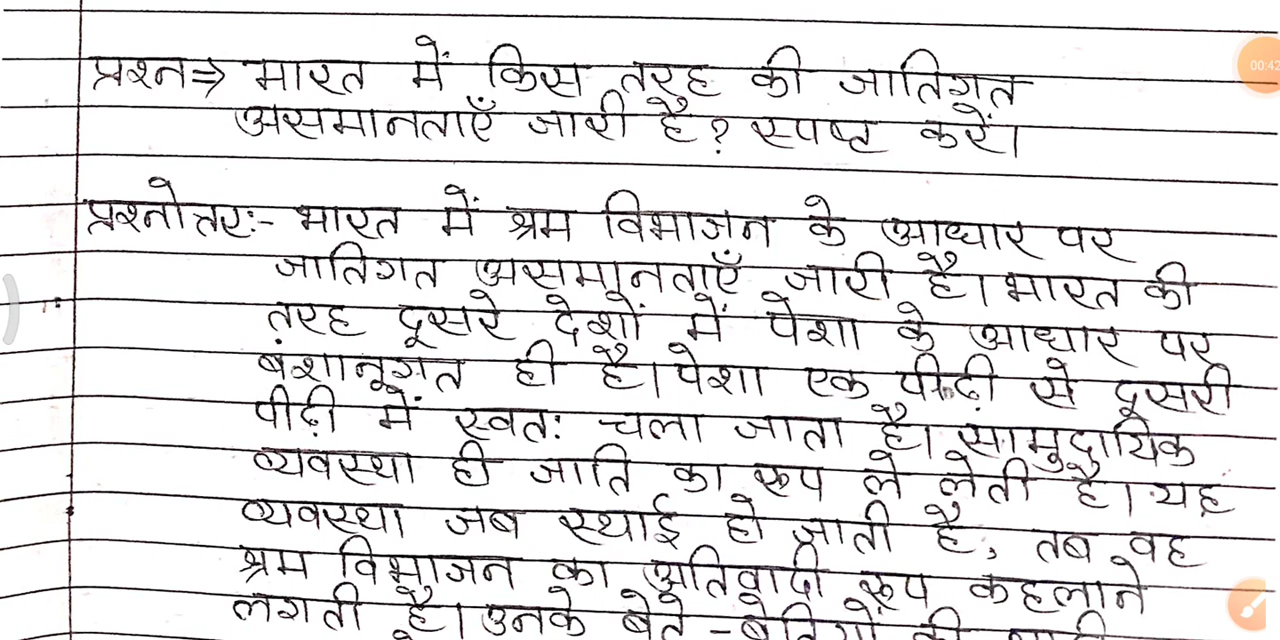 00:42
प्रश्न⇒ भारत में किस तरह की जातिगत
असमानताएँ जारी है? स्पष्ट करें।
प्रश्नोत्तर:- भारत में श्रम विभाजन के आधार पर
जातिगत असमानताएँ जारी है। भारत की
तरह दूसरे देशों में पेशा के आधार पर
बंशानुगत ही है। पेशा एक पीढ़ी से दूसरी
पीढ़ी में स्वत: चला जाता है। सामुदायिक
व्यवस्था ही जाति का रूप ले लेती है। यह
व्यवस्था जब स्थाई हो जाती है, तब वह
श्रम विभाजन का अतिवादी रूप कहलाने
लगती है। उनके बेटे-बेटियों की